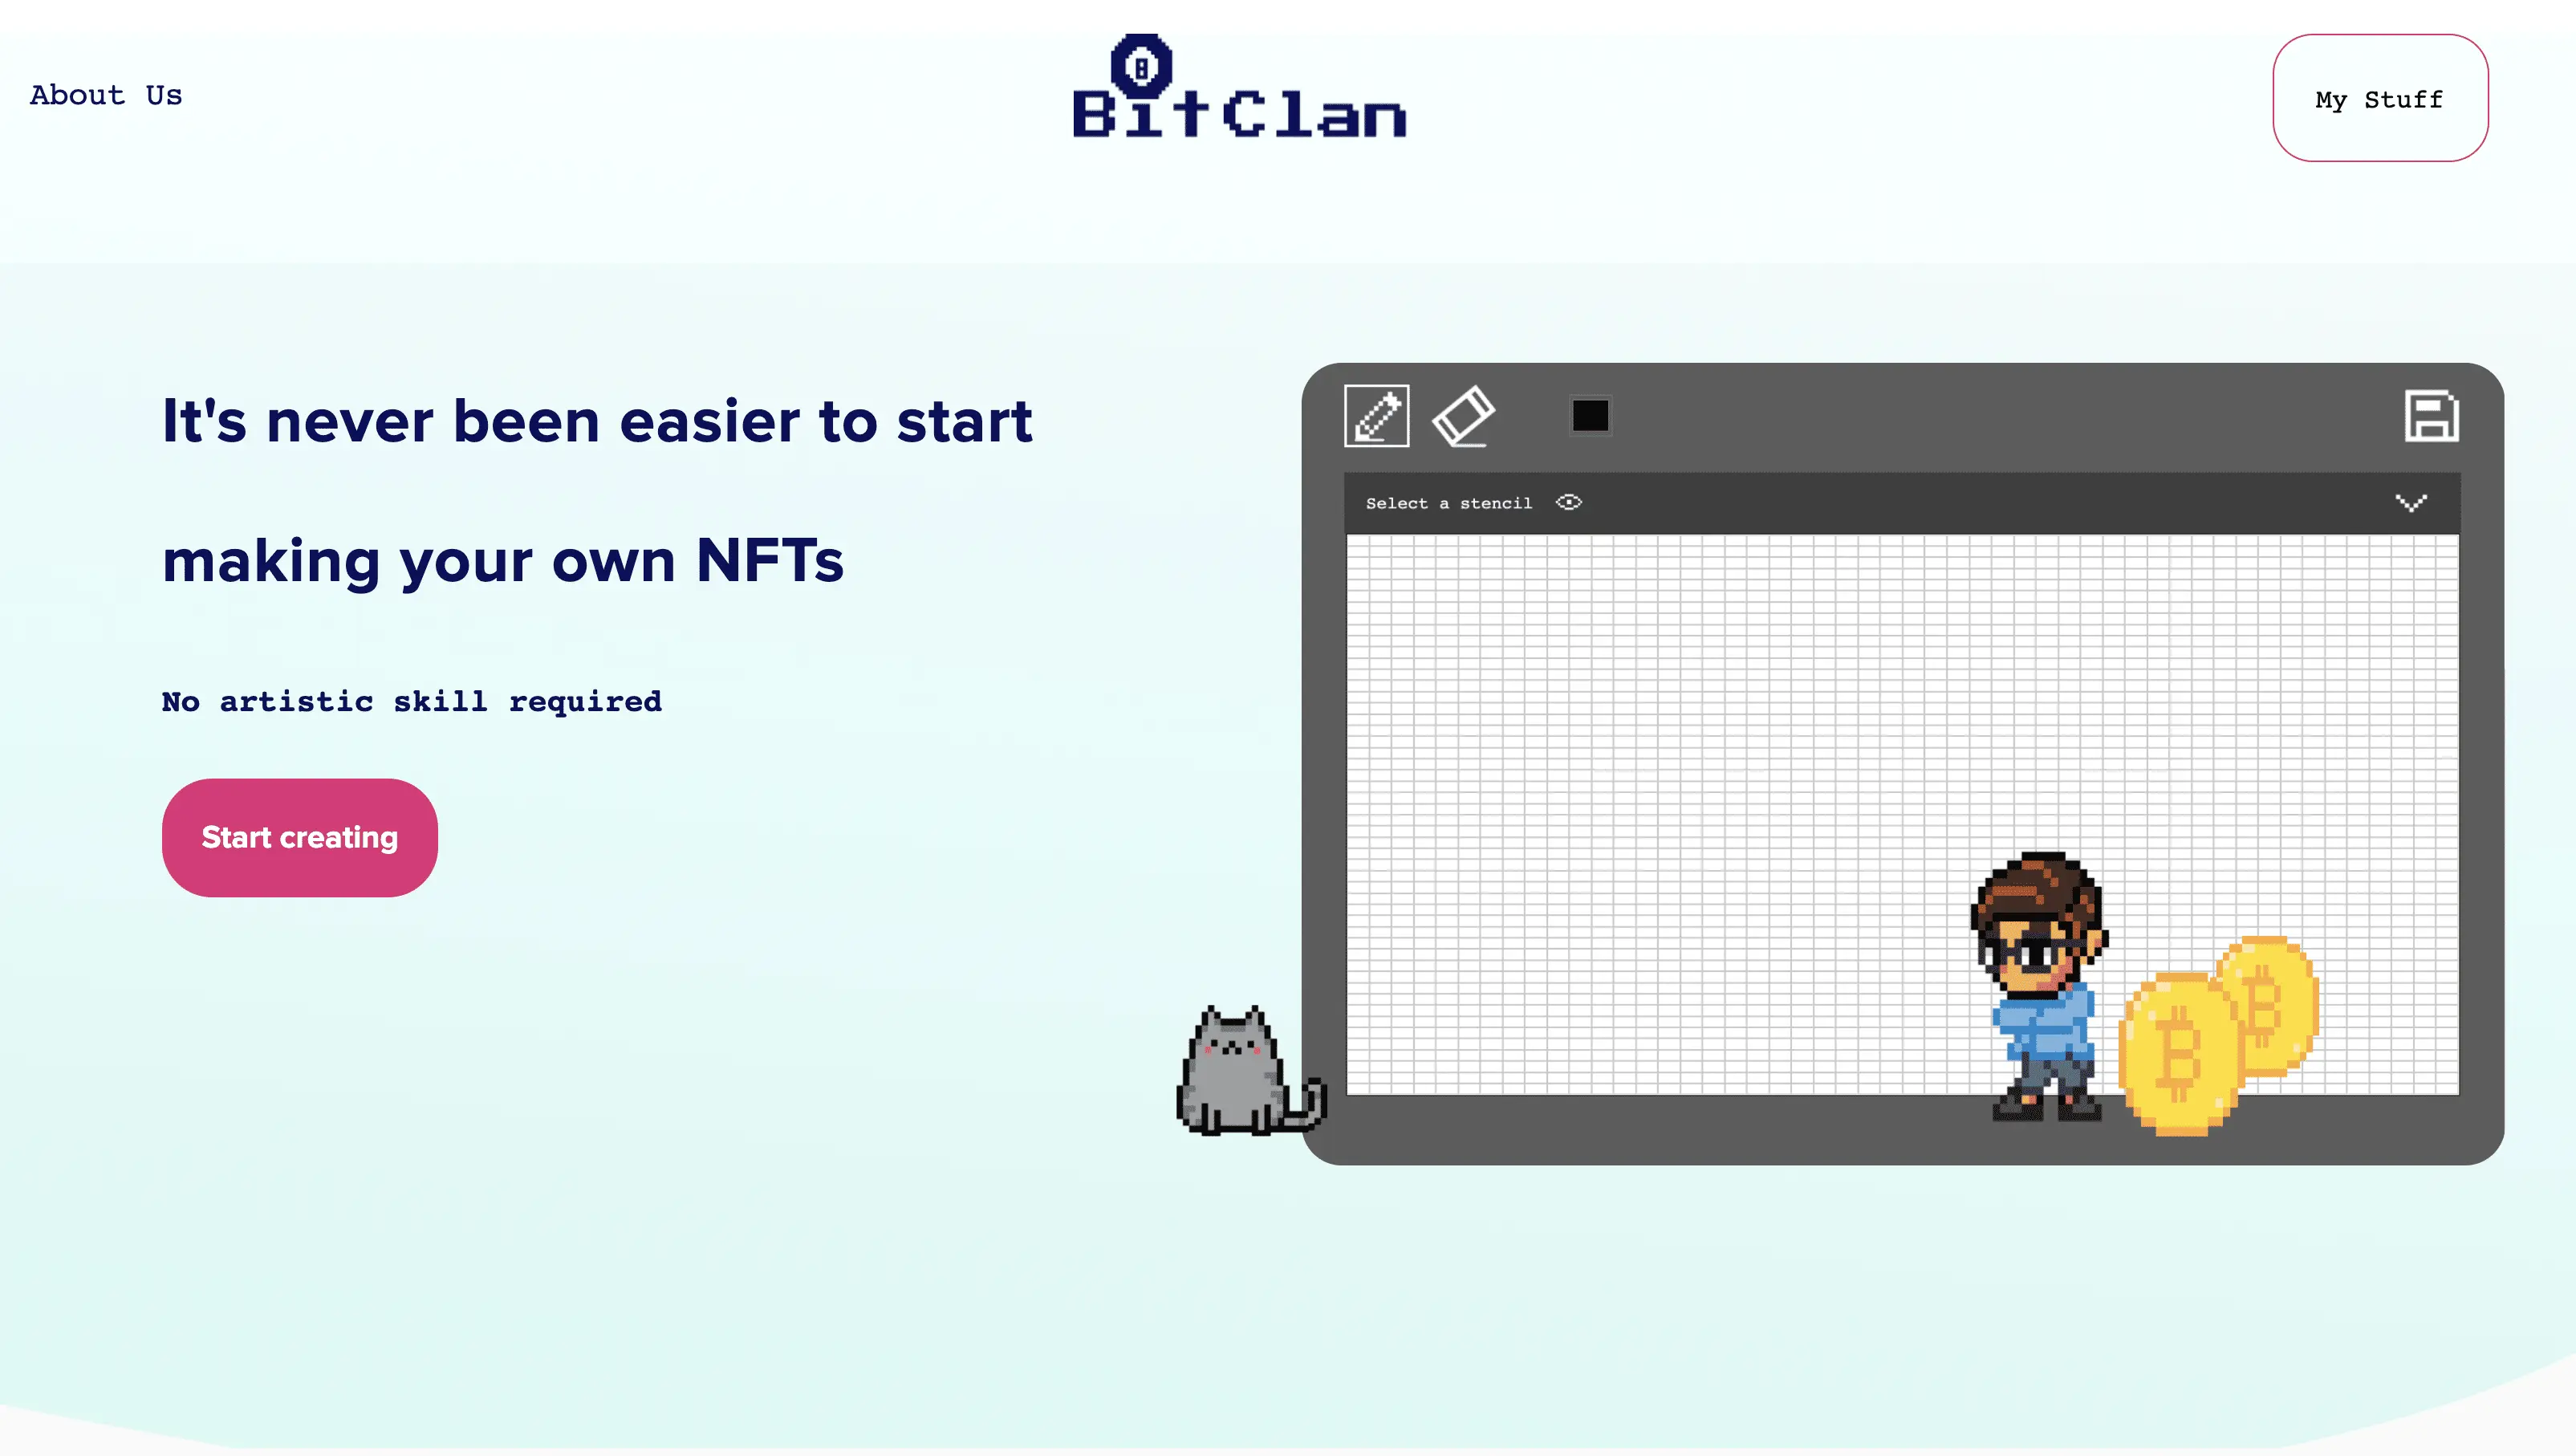 About Us
BitClan
My Stuff
It's never been easier to start
making your own NFTs
No artistic skill required
Start creating
Select a stencil